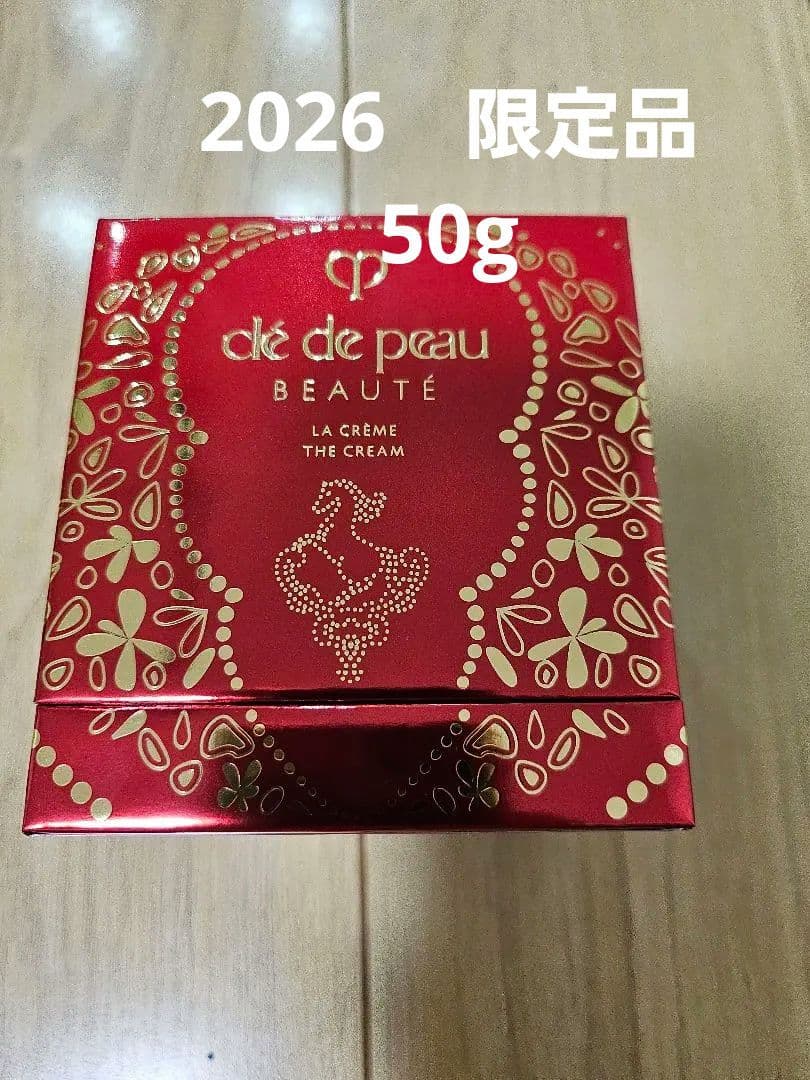 2026　限定品
50g
clé de peau
BEAUTÉ
LA CRÈME
THE CREAM